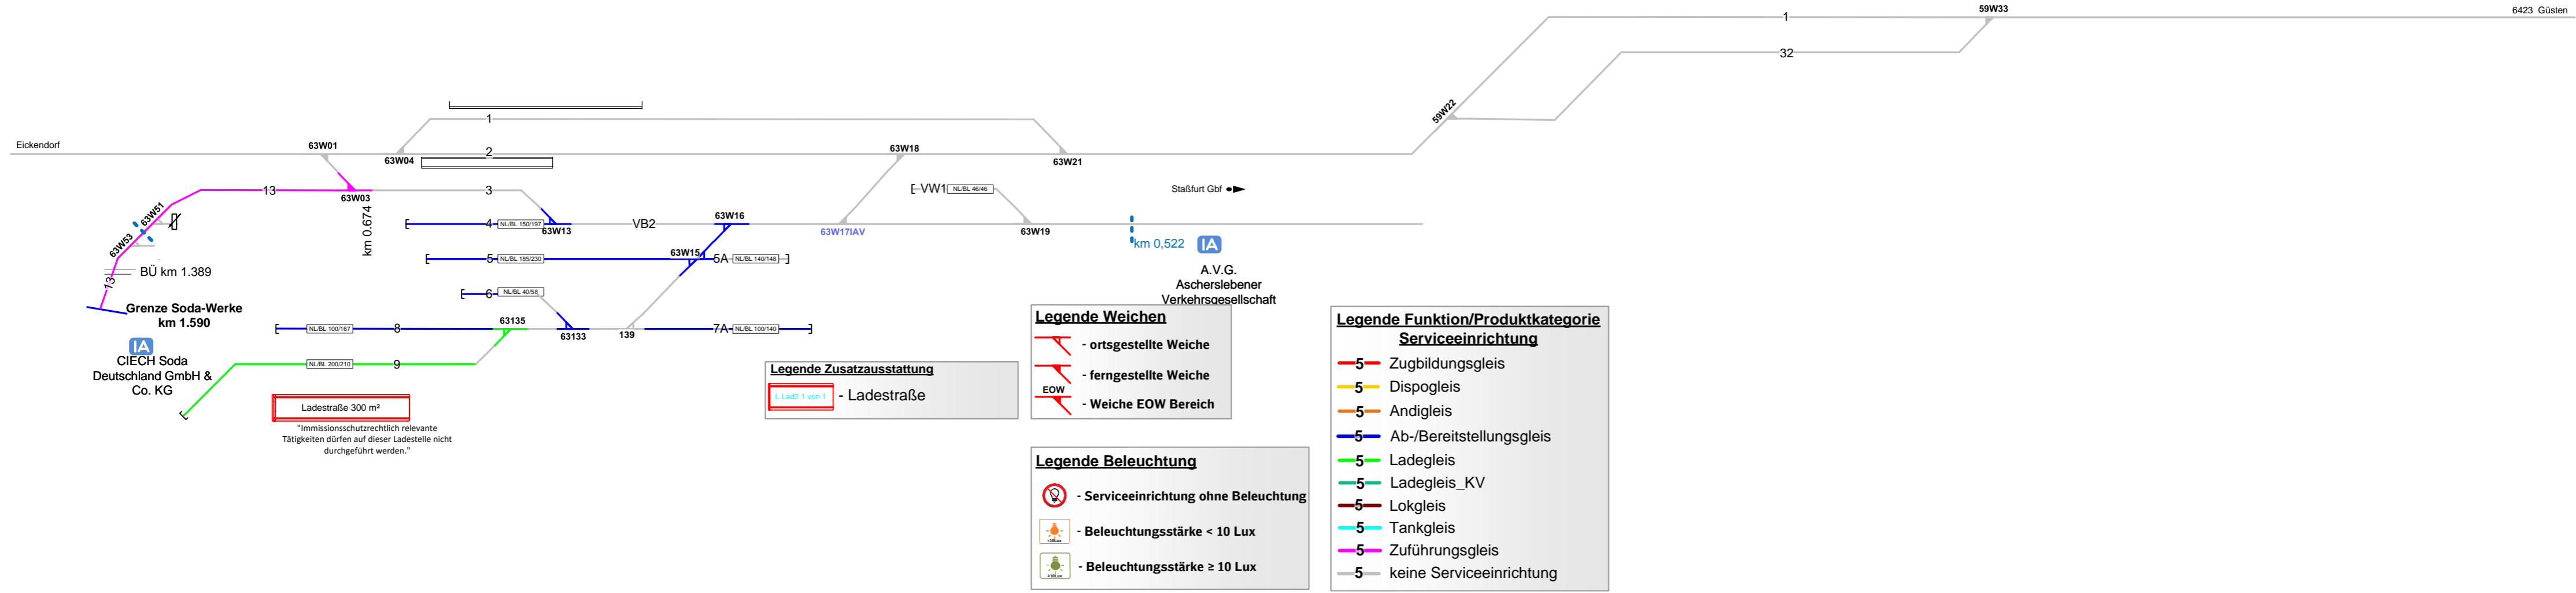 1
59W33
6423 Güsten
32
59W22
1
Eickendorf
63W01
63W04
2
63W18
63W21
13
63W03
3
VW1
NL/BL 46/46
Staßfurt Gbf
63W51
63W53
km 0.674
4
NL/BL 150/197
63W13
VB2
63W16
63W17IAV
63W19
km 0,522
IA
A.V.G.
Ascherslebener
Verkehrsgesellschaft
5
NL/BL 185/230
63W15
5A
NL/BL 140/148
BÜ km 1.389
13
6
NL/BL 40/58
Grenze Soda-Werke
km 1.590
NL/BL 100/167
8
63135
63133
139
7A
NL/BL 100/140
IA
CIECH Soda
Deutschland GmbH &
Co. KG
NL/BL 200/210
9
Ladestraße 300 m²
"Immissionsschutzrechtlich relevante
Tätigkeiten dürfen auf dieser Ladestelle nicht
durchgeführt werden."
Legende Zusatzausstattung
L Lad2 1 von 1
- Ladestraße
Legende Weichen
- ortsgestellte Weiche
- ferngestellte Weiche
EOW
- Weiche EOW Bereich
Legende Beleuchtung
- Serviceeinrichtung ohne Beleuchtung
- Beleuchtungsstärke < 10 Lux
- Beleuchtungsstärke ≥ 10 Lux
Legende Funktion/Produktkategorie
Serviceeinrichtung
5 Zugbildungsgleis
5 Dispogleis
5 Andigleis
5 Ab-/Bereitstellungsgleis
5 Ladegleis
5 Ladegleis_KV
5 Lokgleis
5 Tankgleis
5 Zuführungsgleis
5 keine Serviceeinrichtung